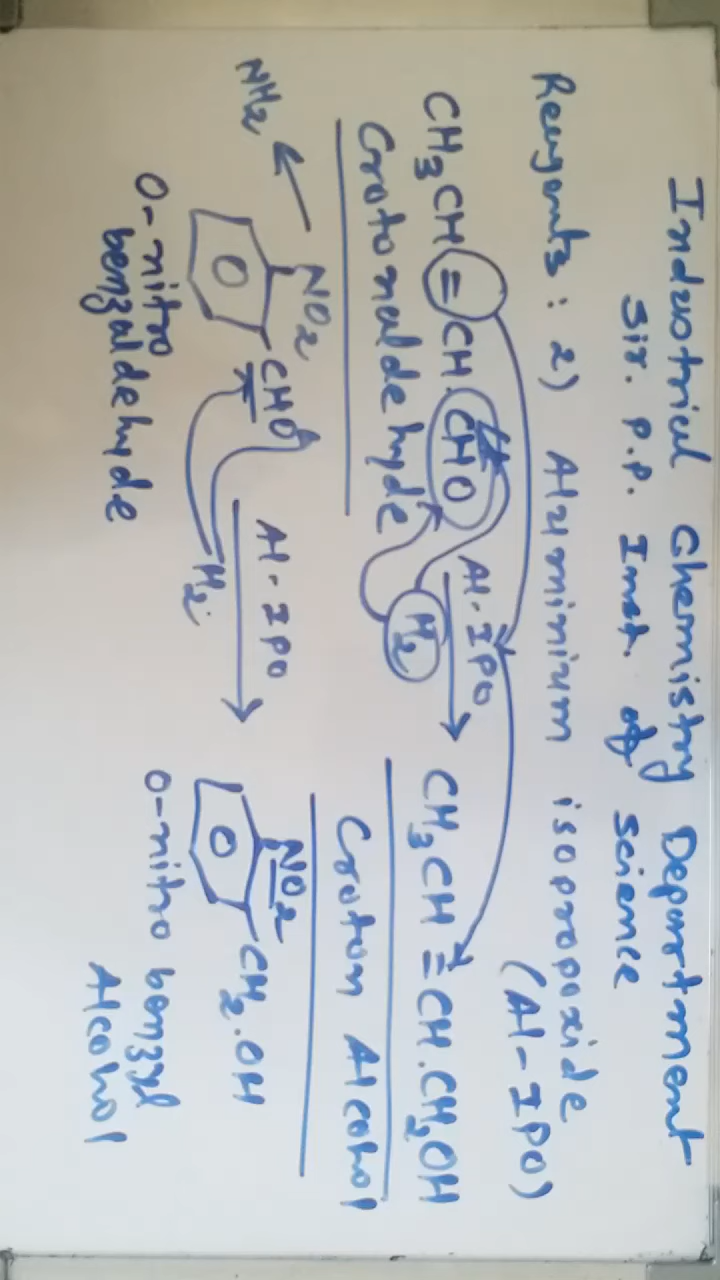 Industrial Chemistry Department
Sir. P.P. Inst. of science
Reagents : 2) Aluminium isopropoxide
(Al-IPO)
CH3CH=CH.CHO Al-IPO CH3CH=CH.CH2OH
H2
Crotonaldehyde Croton Alcohol
NH2 NO2 CHO Al-IPO NO2 CH2.OH
H2
O-nitro benzaldehyde
O-nitro benzyl
Alcohol